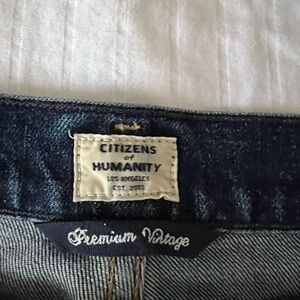 CITIZENS
of
HUMANITY
LOS ANGELES
EST. 2003
Premium Vintage